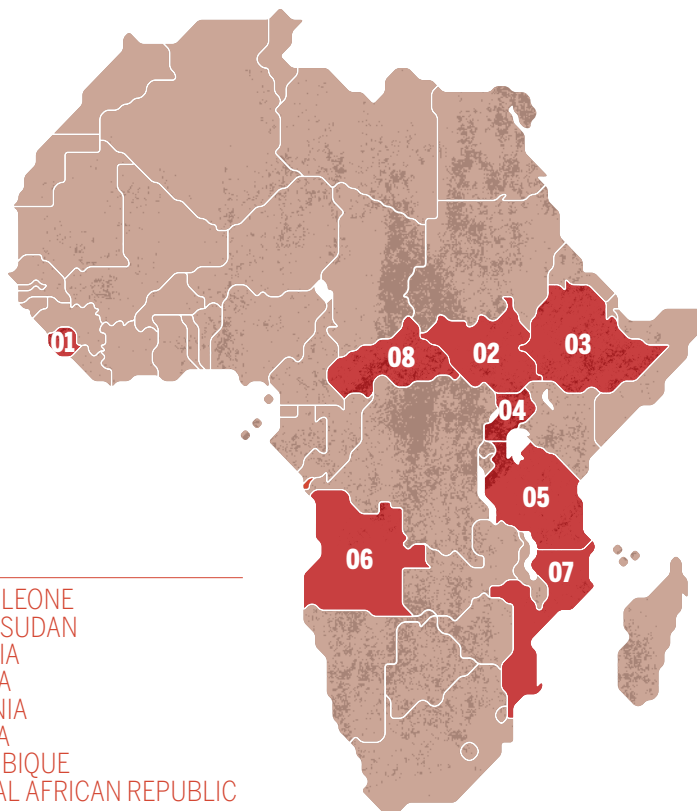 01
08
02
03
04
05
06
07
LEONE
SUDAN
IA
A
NIA
A
BIQUE
AL AFRICAN REPUBLIC